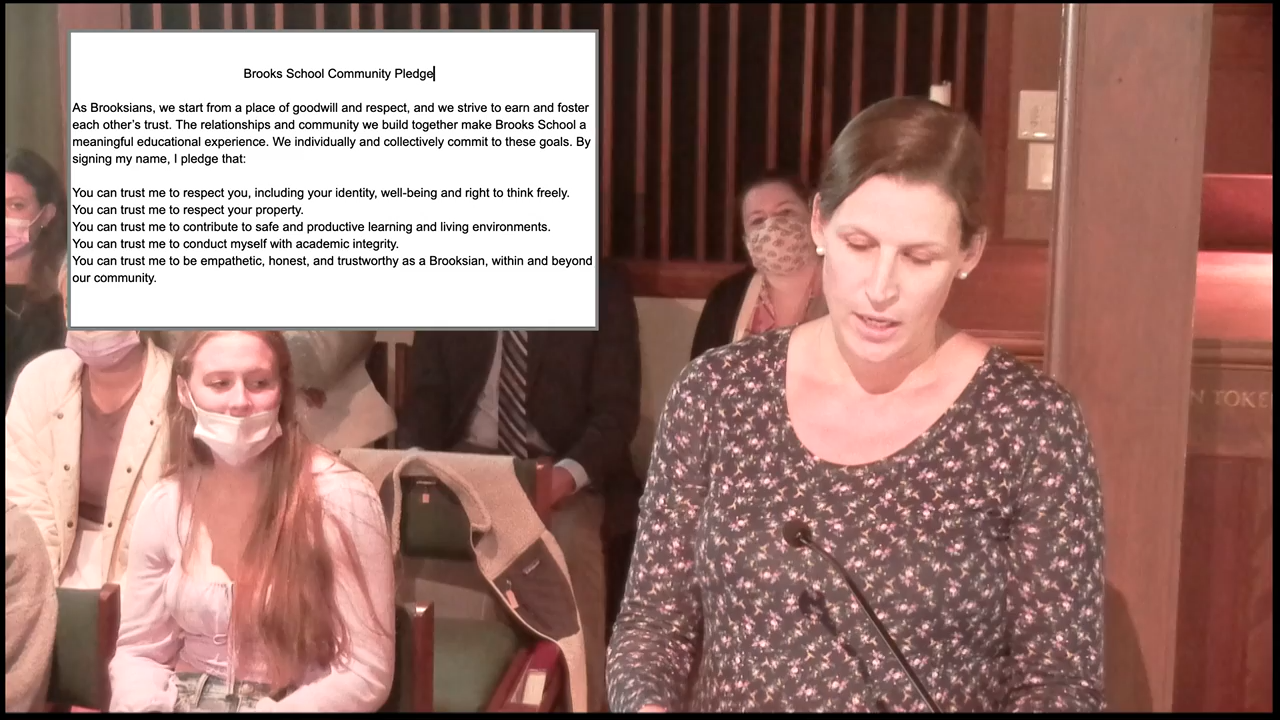 Brooks School Community Pledge
As Brooksians, we start from a place of goodwill and respect, and we strive to earn and foster
each other's trust. The relationships and community we build together make Brooks School a
meaningful educational experience. We individually and collectively commit to these goals. By
signing my name, I pledge that:
You can trust me to respect you, including your identity, well-being and right to think freely.
You can trust me to respect your property.
You can trust me to contribute to safe and productive learning and living environments.
You can trust me to conduct myself with academic integrity.
You can trust me to be empathetic, honest, and trustworthy as a Brooksian, within and beyond
our community.
N TOKE